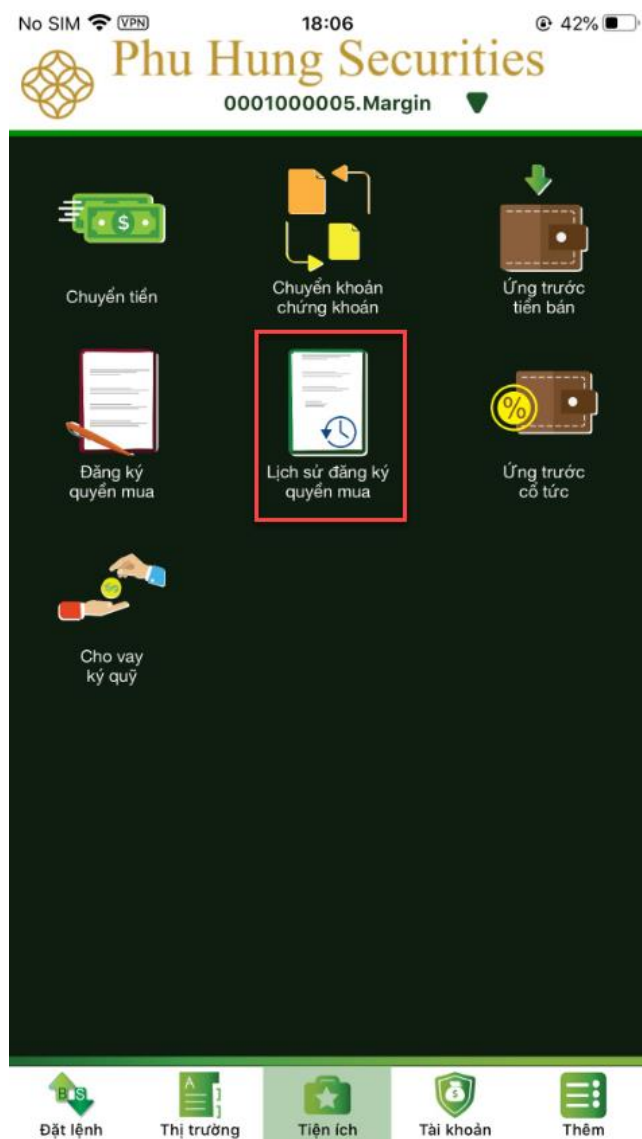 No SIM VPN 18:06 42%
Phu Hung Securities
0001000005.Margin
Chuyển tiền
Chuyển khoản
chứng khoán
Ứng trước
tiền bán
Đăng ký
quyền mua
Lịch sử đăng ký
quyền mua
Ứng trước
cổ tức
Cho vay
ký quỹ
B S
Đặt lệnh
Thị trường
Tiện ích
Tài khoản
Thêm